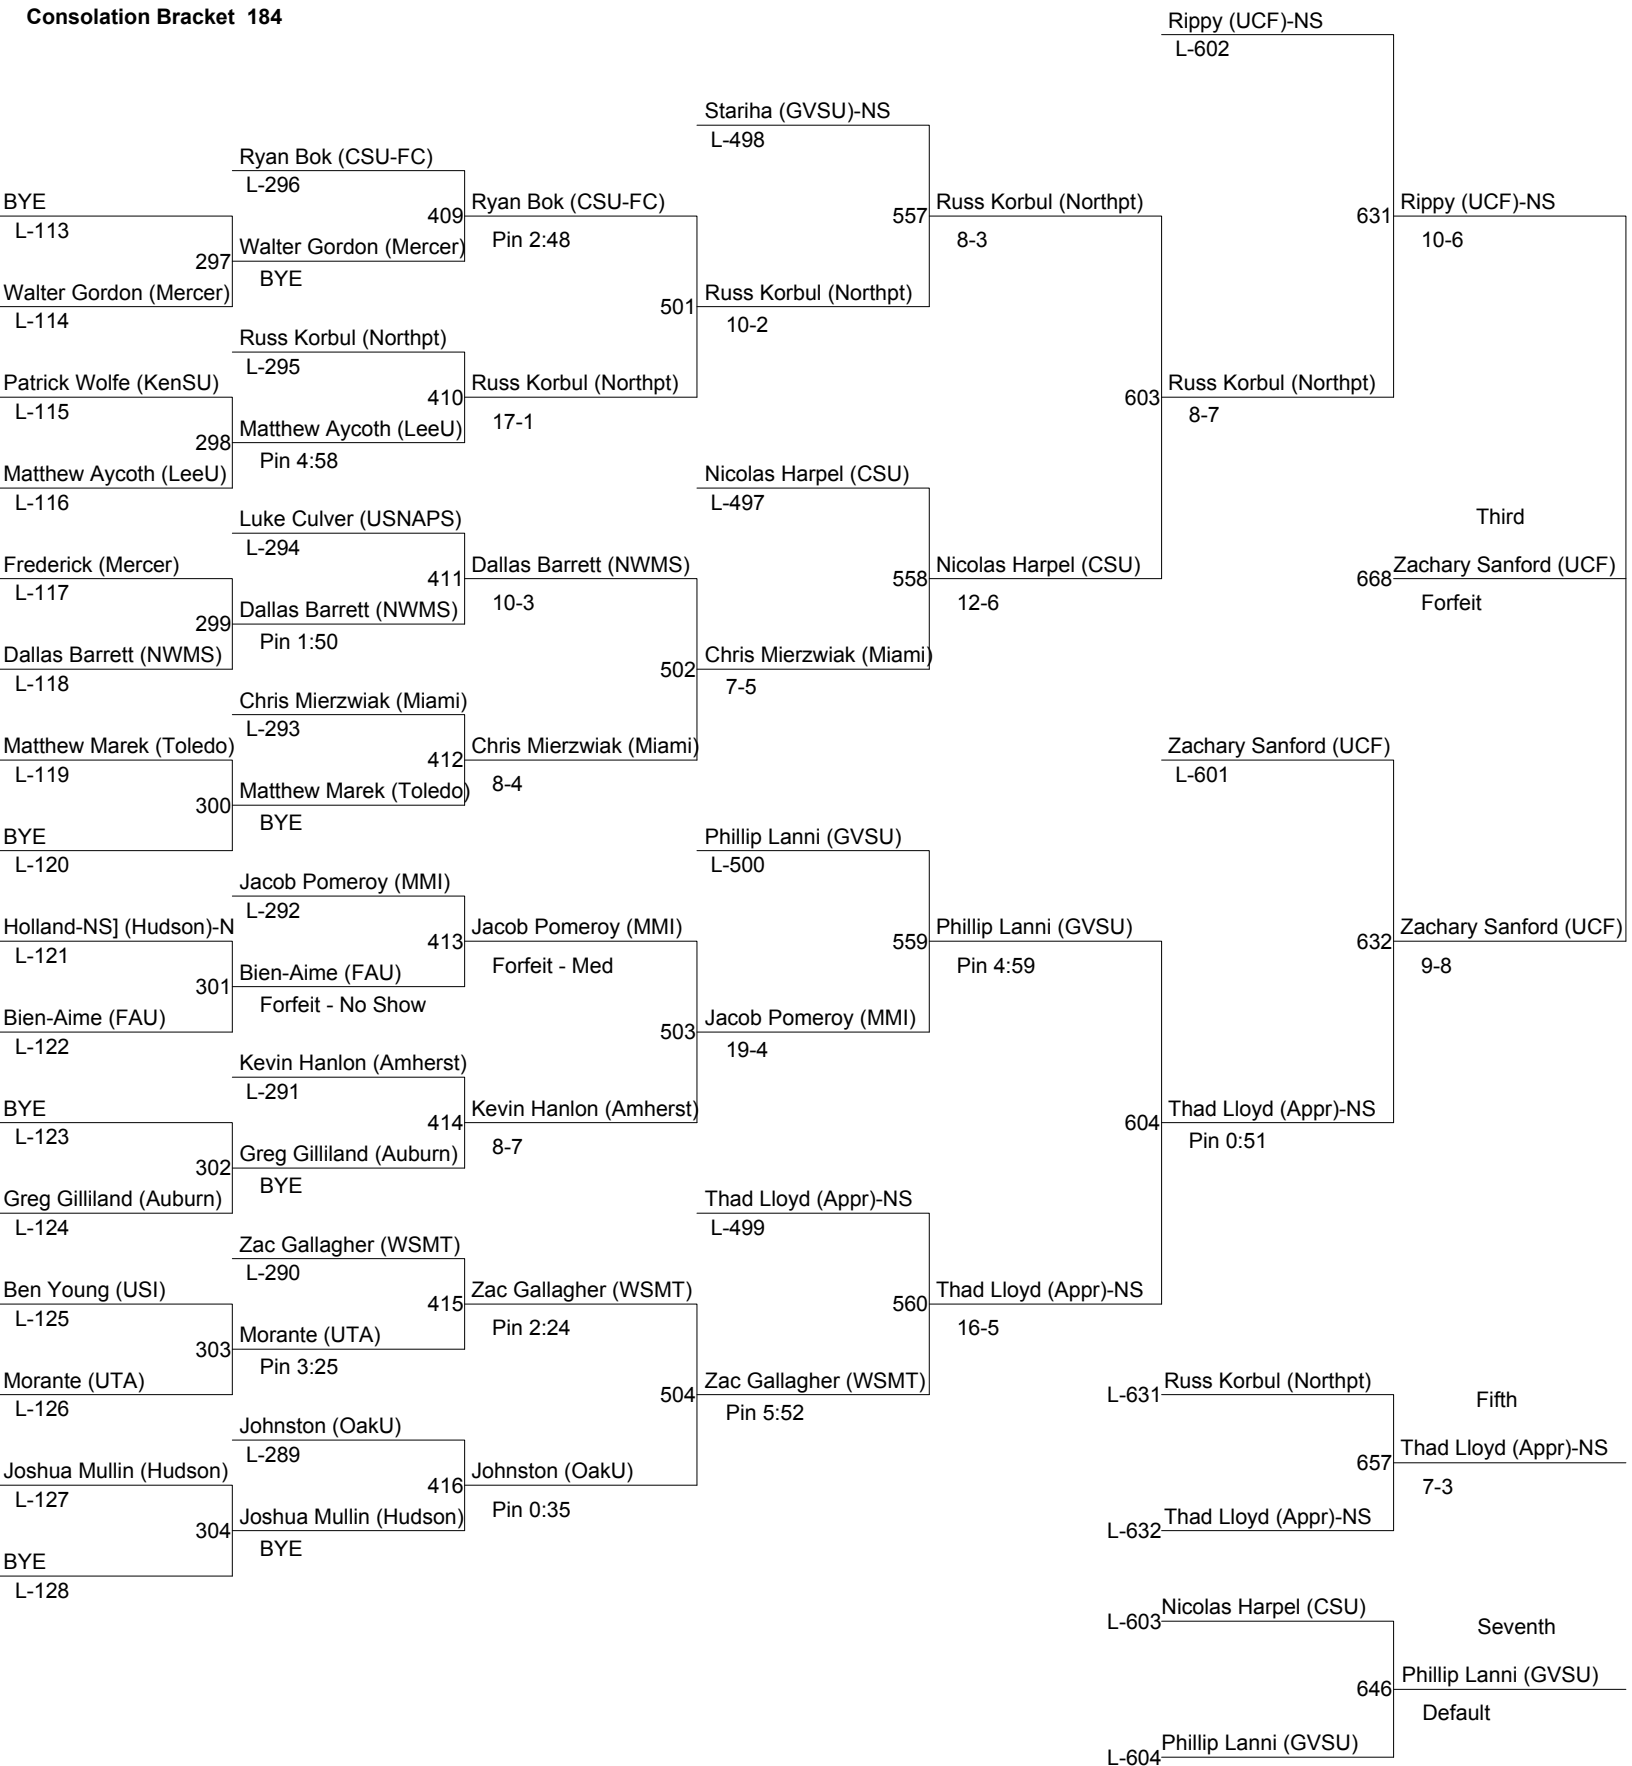 Consolation Bracket 184
Rippy (UCF)-NS
L-602
Stariha (GVSU)-NS
L-498
Ryan Bok (CSU-FC)
L-296
BYE
L-113
409
Ryan Bok (CSU-FC)
Pin 2:48
557
Russ Korbul (Northpt)
8-3
631
Rippy (UCF)-NS
10-6
297
Walter Gordon (Mercer)
BYE
Walter Gordon (Mercer)
L-114
501
Russ Korbul (Northpt)
10-2
Russ Korbul (Northpt)
L-295
Patrick Wolfe (KenSU)
L-115
410
Russ Korbul (Northpt)
17-1
603
Russ Korbul (Northpt)
8-7
298
Matthew Aycoth (LeeU)
Pin 4:58
Matthew Aycoth (LeeU)
L-116
Nicolas Harpel (CSU)
L-497
Luke Culver (USNAPS)
L-294
Third
Frederick (Mercer)
L-117
411
Dallas Barrett (NWMS)
10-3
558
Nicolas Harpel (CSU)
12-6
668
Zachary Sanford (UCF)
Forfeit
299
Dallas Barrett (NWMS)
Pin 1:50
Dallas Barrett (NWMS)
L-118
502
Chris Mierzwiak (Miami)
7-5
Chris Mierzwiak (Miami)
L-293
Matthew Marek (Toledo)
L-119
412
Chris Mierzwiak (Miami)
8-4
Zachary Sanford (UCF)
L-601
300
Matthew Marek (Toledo)
BYE
BYE
L-120
Phillip Lanni (GVSU)
L-500
Jacob Pomeroy (MMI)
L-292
Holland-NS] (Hudson)-N
L-121
413
Jacob Pomeroy (MMI)
Forfeit - Med
559
Phillip Lanni (GVSU)
Pin 4:59
632
Zachary Sanford (UCF)
9-8
301
Bien-Aime (FAU)
Forfeit - No Show
Bien-Aime (FAU)
L-122
503
Jacob Pomeroy (MMI)
19-4
Kevin Hanlon (Amherst)
L-291
BYE
L-123
414
Kevin Hanlon (Amherst)
8-7
604
Thad Lloyd (Appr)-NS
Pin 0:51
302
Greg Gilliland (Auburn)
BYE
Greg Gilliland (Auburn)
L-124
Thad Lloyd (Appr)-NS
L-499
Zac Gallagher (WSMT)
L-290
Ben Young (USI)
L-125
415
Zac Gallagher (WSMT)
Pin 2:24
560
Thad Lloyd (Appr)-NS
16-5
303
Morante (UTA)
Pin 3:25
Morante (UTA)
L-126
504
Zac Gallagher (WSMT)
Pin 5:52
L-631
Russ Korbul (Northpt)
Fifth
Johnston (OakU)
L-289
657
Thad Lloyd (Appr)-NS
7-3
Joshua Mullin (Hudson)
L-127
416
Johnston (OakU)
Pin 0:35
304
Joshua Mullin (Hudson)
BYE
L-632
Thad Lloyd (Appr)-NS
BYE
L-128
L-603
Nicolas Harpel (CSU)
Seventh
646
Phillip Lanni (GVSU)
Default
L-604
Phillip Lanni (GVSU)